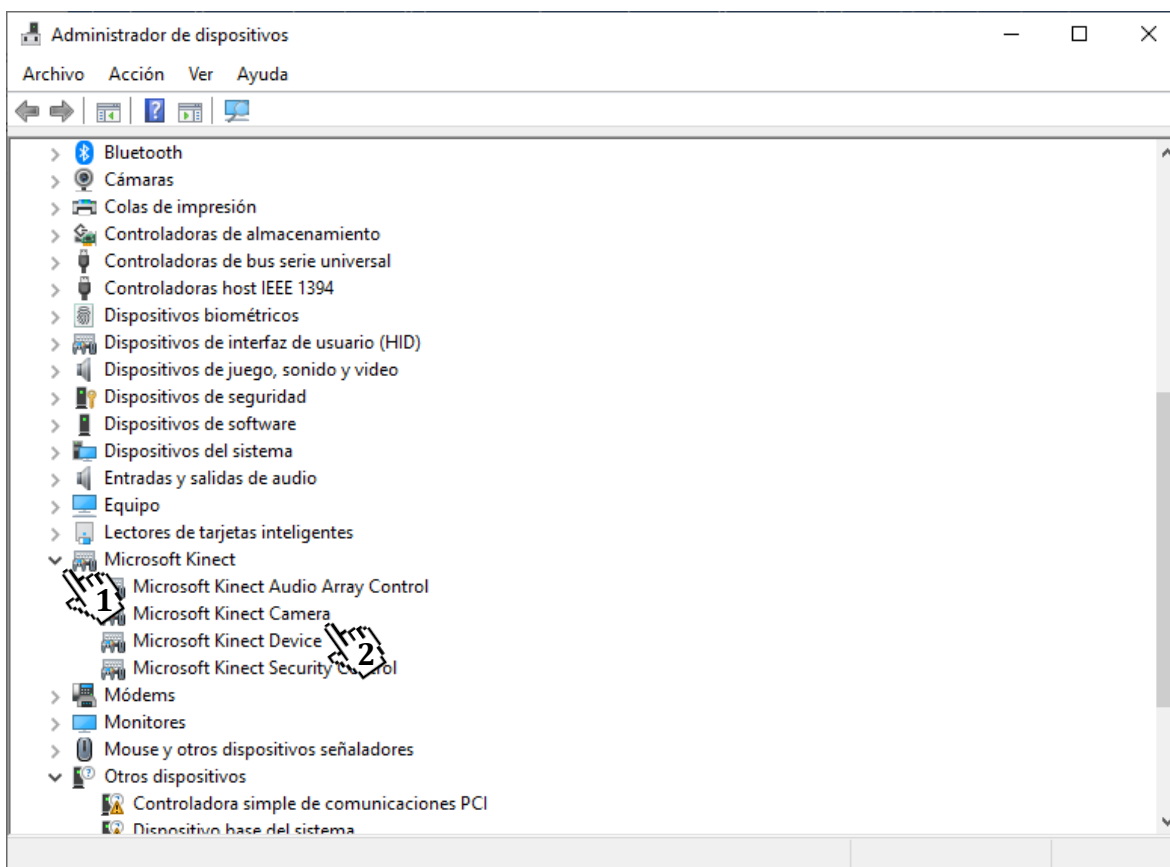 Administrador de dispositivos
Archivo Acción Ver Ayuda
Bluetooth
Cámaras
Colas de impresión
Controladoras de almacenamiento
Controladoras de bus serie universal
Controladoras host IEEE 1394
Dispositivos biométricos
Dispositivos de interfaz de usuario (HID)
Dispositivos de juego, sonido y video
Dispositivos de seguridad
Dispositivos de software
Dispositivos del sistema
Entradas y salidas de audio
Equipo
Lectores de tarjetas inteligentes
Microsoft Kinect
Microsoft Kinect Audio Array Control
1
Microsoft Kinect Camera
Microsoft Kinect Device
2
Microsoft Kinect Security Control
Módems
Monitores
Mouse y otros dispositivos señaladores
Otros dispositivos
Controladora simple de comunicaciones PCI
Dispositivo base del sistema